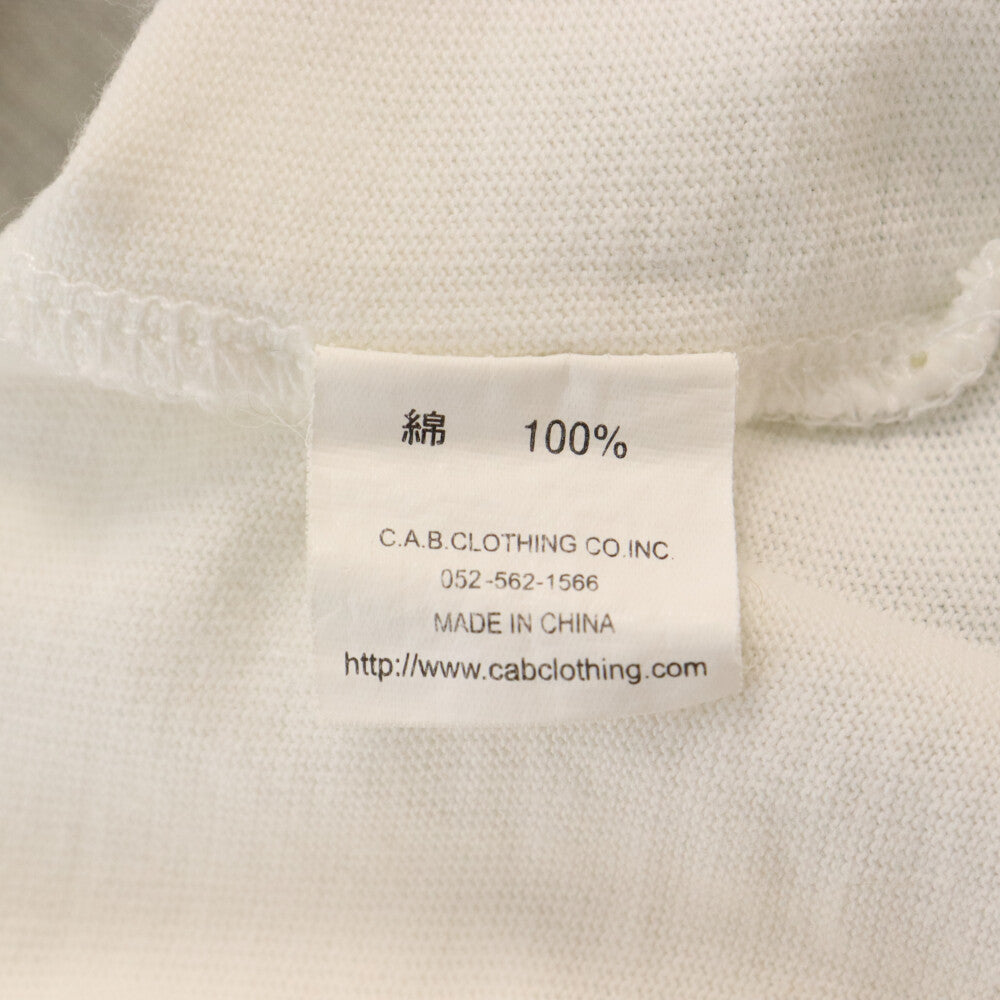 綿 100%
C.A.B.CLOTHING CO.INC.
052-562-1566
MADE IN CHINA
http://www.cabclothing.com